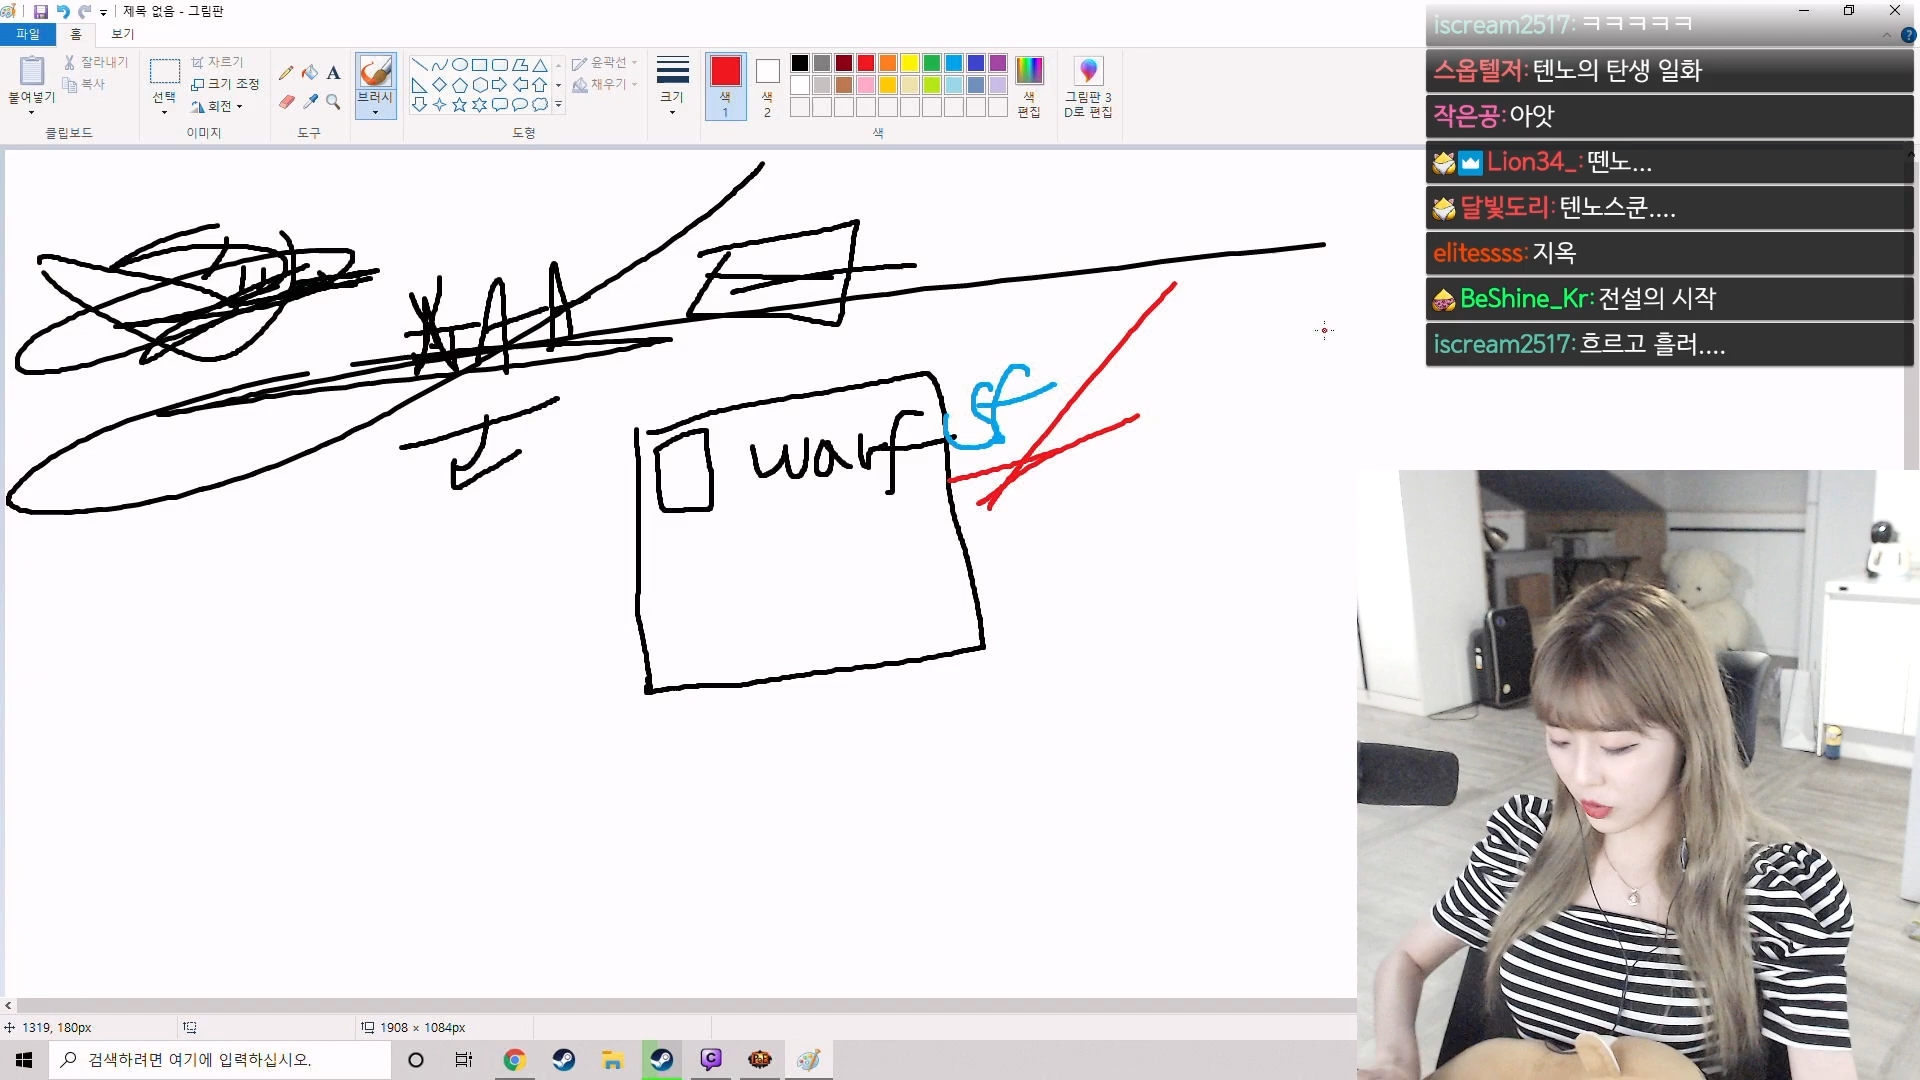 제목 없음 - 그림판
파일 홈 보기
붙여넣기
잘라내기
복사
클립보드
선택
자르기
크기 조정
회전
이미지
A
도구
브러시
도형
윤곽선
채우기
크기
색 1
색 2
색
색 편집
그림판 3D로 편집
iscream2517: ㅋㅋㅋㅋㅋ
스옵텔저: 텐노의 탄생 일화
작은공: 아앗
Lion34_: 뗀노...
달빛도리: 텐노스쿤....
elitessss: 지옥
BeShine_Kr: 전설의 시작
iscream2517: 흐르고 흘러....
warf
1319, 180px
1908 × 1084px
검색하려면 여기에 입력하십시오.